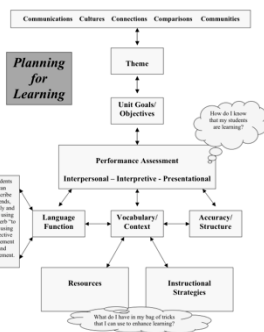 Communications Cultures Connections Comparisons Communities
Planning
for
Learning
Theme
Unit Goals/
Objectives
How do I know
that my students
are learning?
Performance Assessment
Interpersonal – Interpretive - Presentational
Language
Function
Vocabulary/
Context
Accuracy/
Structure
Resources
Instructional
Strategies
What do I have in my bag of tricks
that I can use to enhance learning?